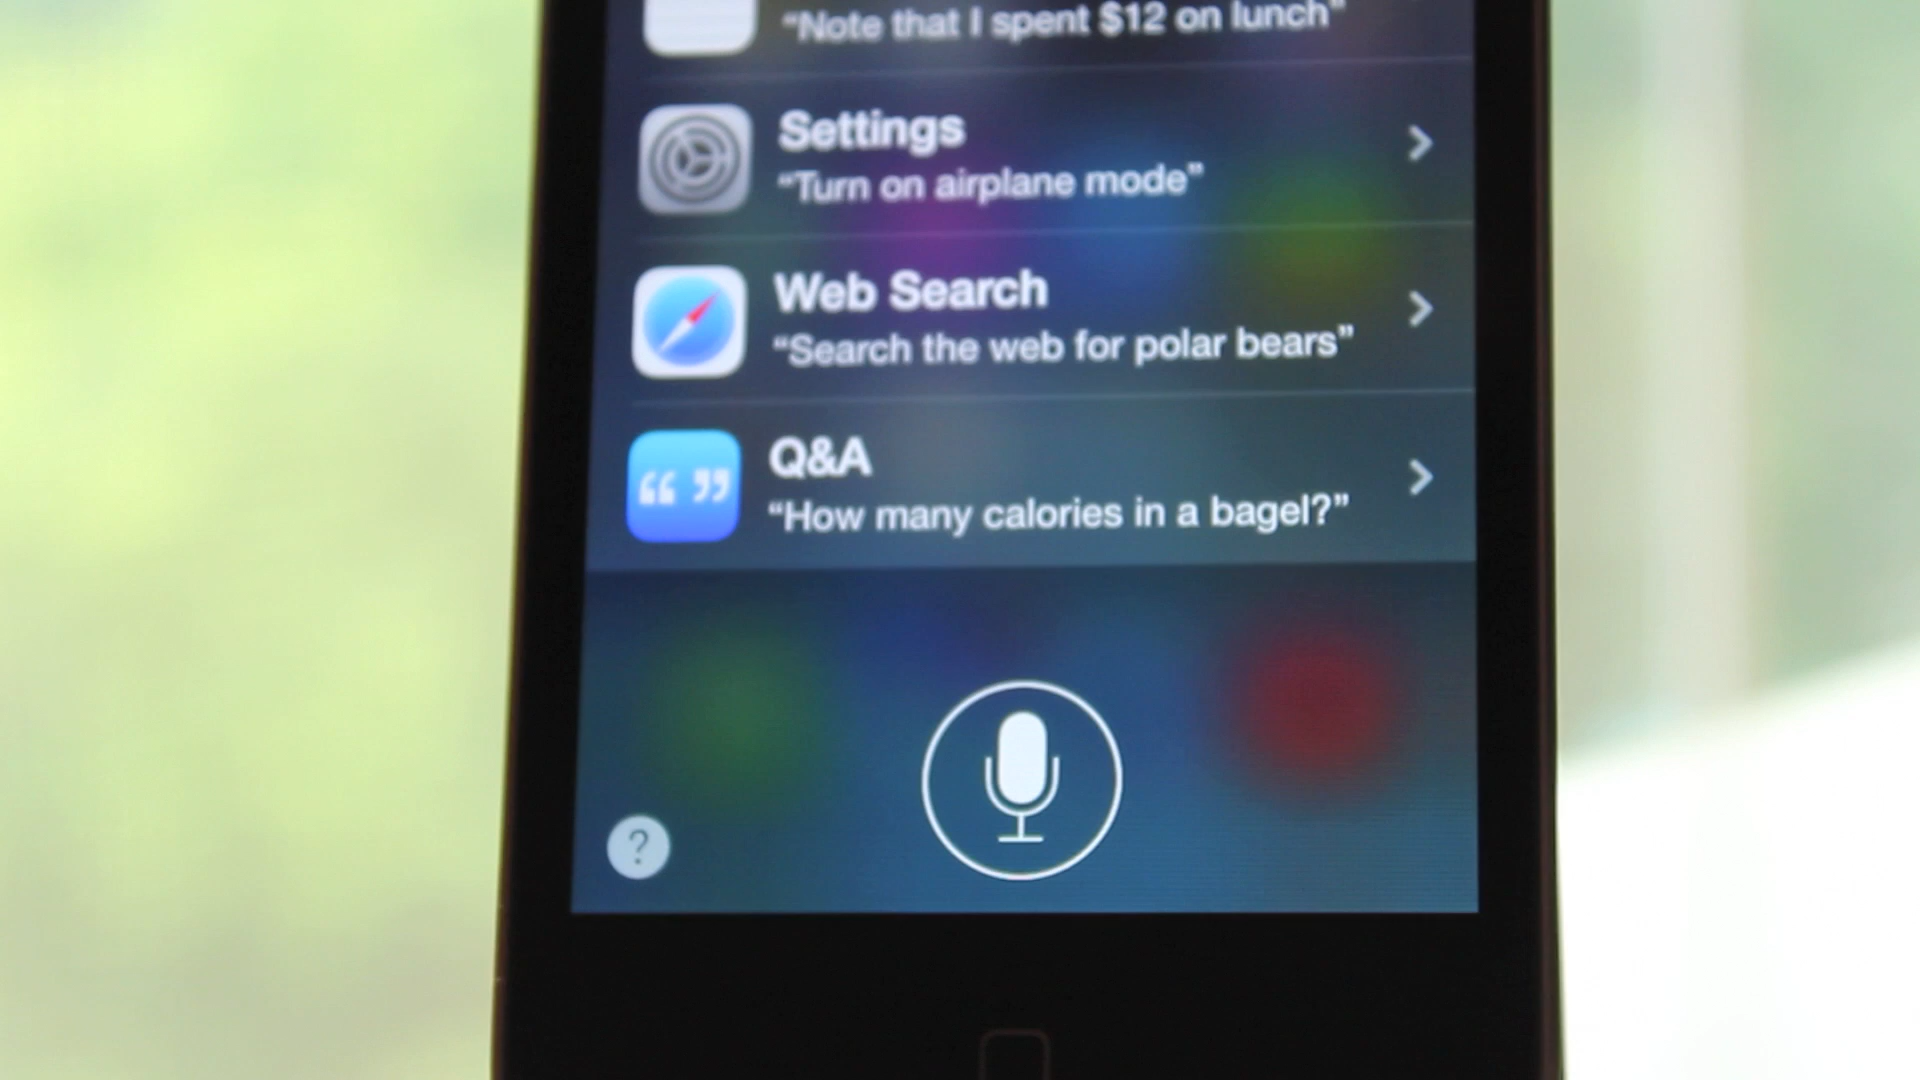 “Note that I spent $12 on lunch”
Settings
“Turn on airplane mode”
Web Search
“Search the web for polar bears”
Q&A
“How many calories in a bagel?”
?